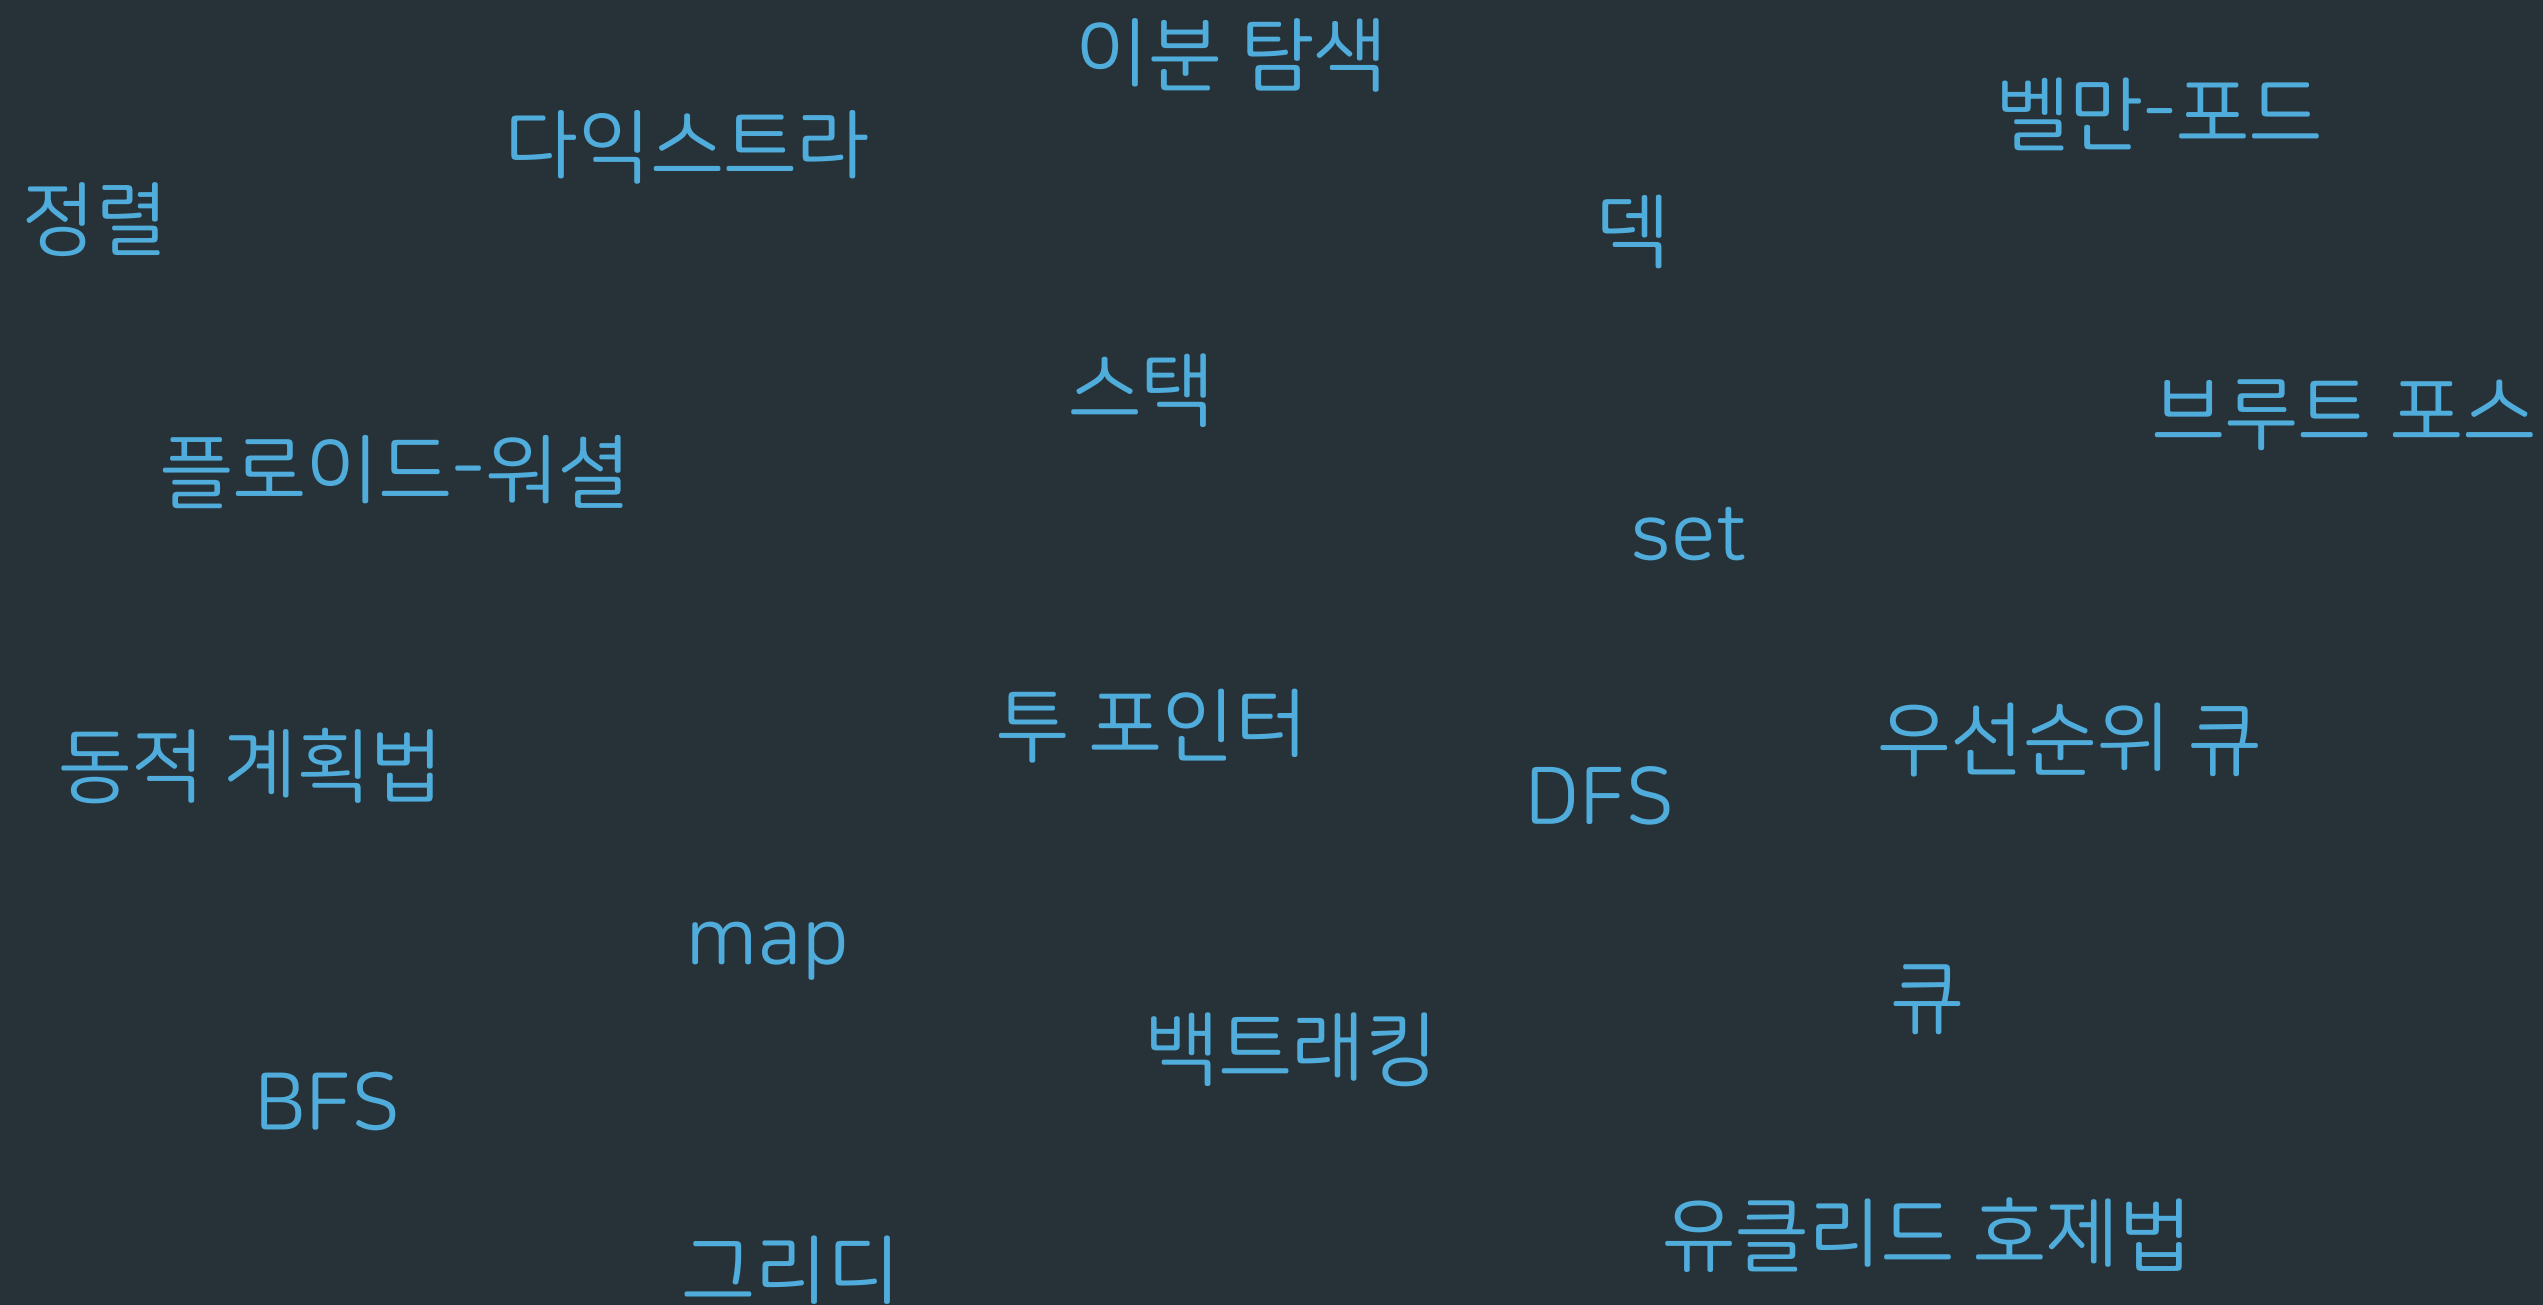 이분 탐색
벨만-포드
다익스트라
정렬
덱
스택
브루트 포스
플로이드-워셜
set
투 포인터
우선순위 큐
동적 계획법
DFS
map
큐
백트래킹
BFS
유클리드 호제법
그리디